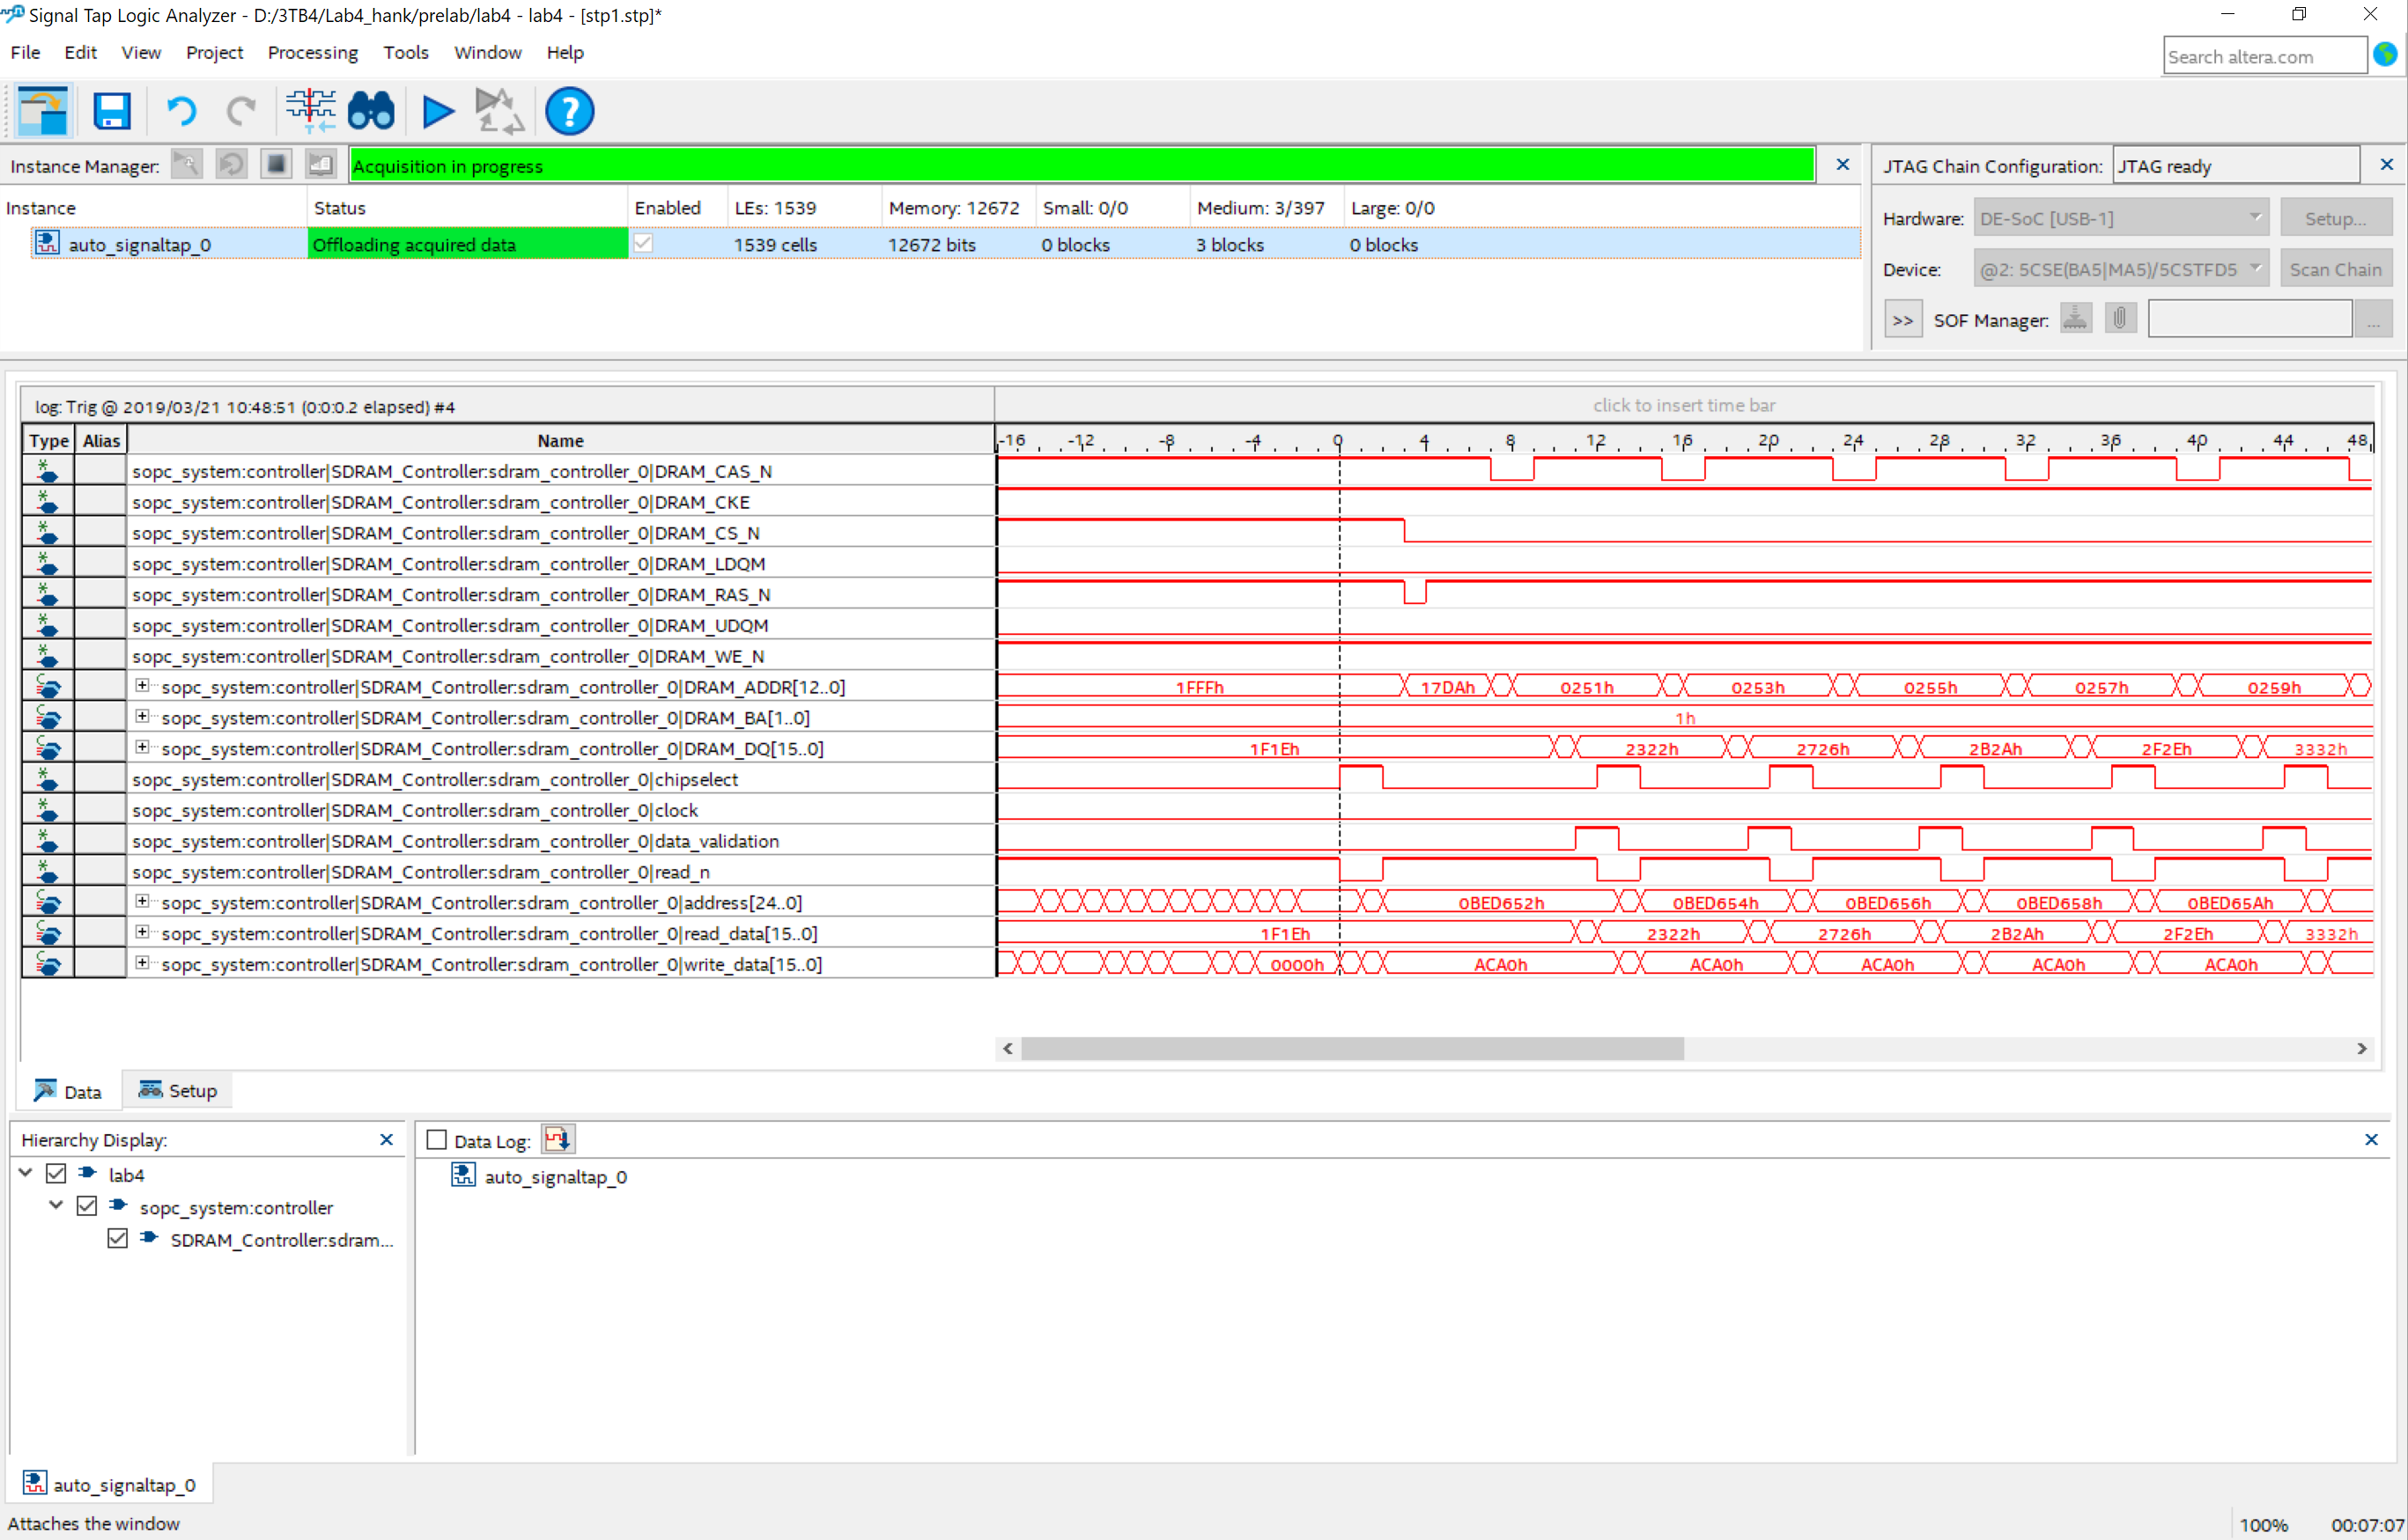 Signal Tap Logic Analyzer - D:/3TB4/Lab4_hank/prelab/lab4 - lab4 - [stp1.stp]*
File Edit View Project Processing Tools Window Help
Search altera.com
Instance Manager: Acquisition in progress
JTAG Chain Configuration: JTAG ready
Instance Status Enabled LEs: 1539 Memory: 12672 Small: 0/0 Medium: 3/397 Large: 0/0
auto_signaltap_0 Offloading acquired data 1539 cells 12672 bits 0 blocks 3 blocks 0 blocks
Hardware: DE-SoC [USB-1] Setup...
Device: @2: 5CSE(BA5|MA5)/5CSTFD5 Scan Chain
>> SOF Manager: ...
log: Trig @ 2019/03/21 10:48:51 (0:0:0.2 elapsed) #4
click to insert time bar
Type Alias Name -16 -12 -8 -4 0 4 8 12 16 20 24 28 32 36 40 44 48
sopc_system:controller|SDRAM_Controller:sdram_controller_0|DRAM_CAS_N
sopc_system:controller|SDRAM_Controller:sdram_controller_0|DRAM_CKE
sopc_system:controller|SDRAM_Controller:sdram_controller_0|DRAM_CS_N
sopc_system:controller|SDRAM_Controller:sdram_controller_0|DRAM_LDQM
sopc_system:controller|SDRAM_Controller:sdram_controller_0|DRAM_RAS_N
sopc_system:controller|SDRAM_Controller:sdram_controller_0|DRAM_UDQM
sopc_system:controller|SDRAM_Controller:sdram_controller_0|DRAM_WE_N
sopc_system:controller|SDRAM_Controller:sdram_controller_0|DRAM_ADDR[12..0] 1FFFh 17DAh 0251h 0253h 0255h 0257h 0259h
sopc_system:controller|SDRAM_Controller:sdram_controller_0|DRAM_BA[1..0] 1h
sopc_system:controller|SDRAM_Controller:sdram_controller_0|DRAM_DQ[15..0] 1F1Eh 2322h 2726h 2B2Ah 2F2Eh 3332h
sopc_system:controller|SDRAM_Controller:sdram_controller_0|chipselect
sopc_system:controller|SDRAM_Controller:sdram_controller_0|clock
sopc_system:controller|SDRAM_Controller:sdram_controller_0|data_validation
sopc_system:controller|SDRAM_Controller:sdram_controller_0|read_n
sopc_system:controller|SDRAM_Controller:sdram_controller_0|address[24..0] 0BED652h 0BED654h 0BED656h 0BED658h 0BED65Ah
sopc_system:controller|SDRAM_Controller:sdram_controller_0|read_data[15..0] 1F1Eh 2322h 2726h 2B2Ah 2F2Eh 3332h
sopc_system:controller|SDRAM_Controller:sdram_controller_0|write_data[15..0] 0000h ACA0h ACA0h ACA0h ACA0h ACA0h
Data Setup
Hierarchy Display:
Data Log:
lab4
auto_signaltap_0
sopc_system:controller
SDRAM_Controller:sdram...
auto_signaltap_0
Attaches the window
100% 00:07:07